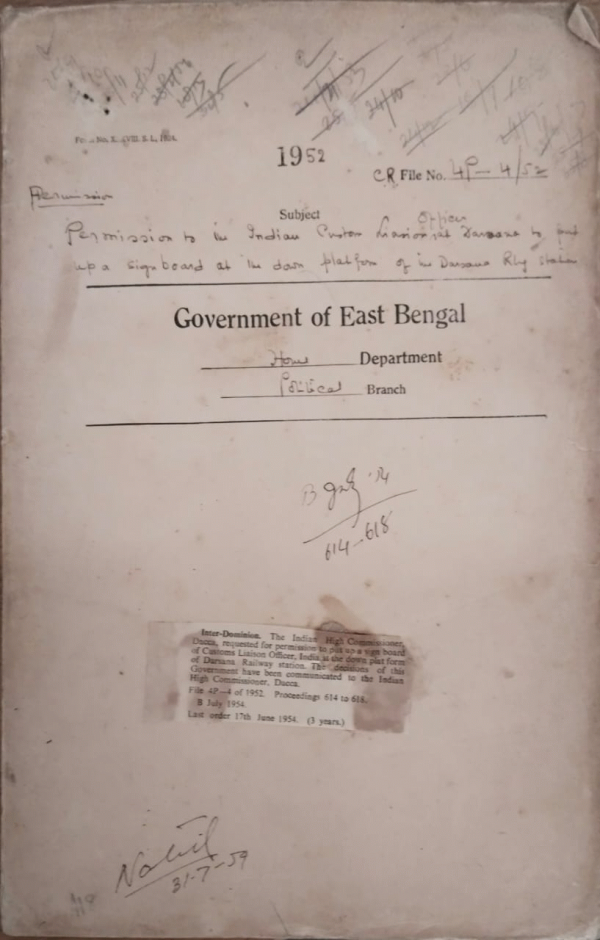 1952
CR File No. 4P-4/52
Permission
Subject
Permission to the Indian Custom Liasion Officer at Darsana to put
up a signboard at the down platform of the Darsana Rly station
Government of East Bengal
Home Department
Political Branch
B July '54
614-618
Inter-Dominion. The Indian High Commissioner,
Dacca, requested for permission to put up a sign board
of Customs Liaison Officer, India at the down plat form
of Darsana Railway station. The decisions of this
Government have been communicated to the Indian
High Commissioner, Dacca.
File 4P-4 of 1952. Proceedings 614 to 618.
B July 1954.
Last order 17th June 1954. (3 years.)
31-7-59